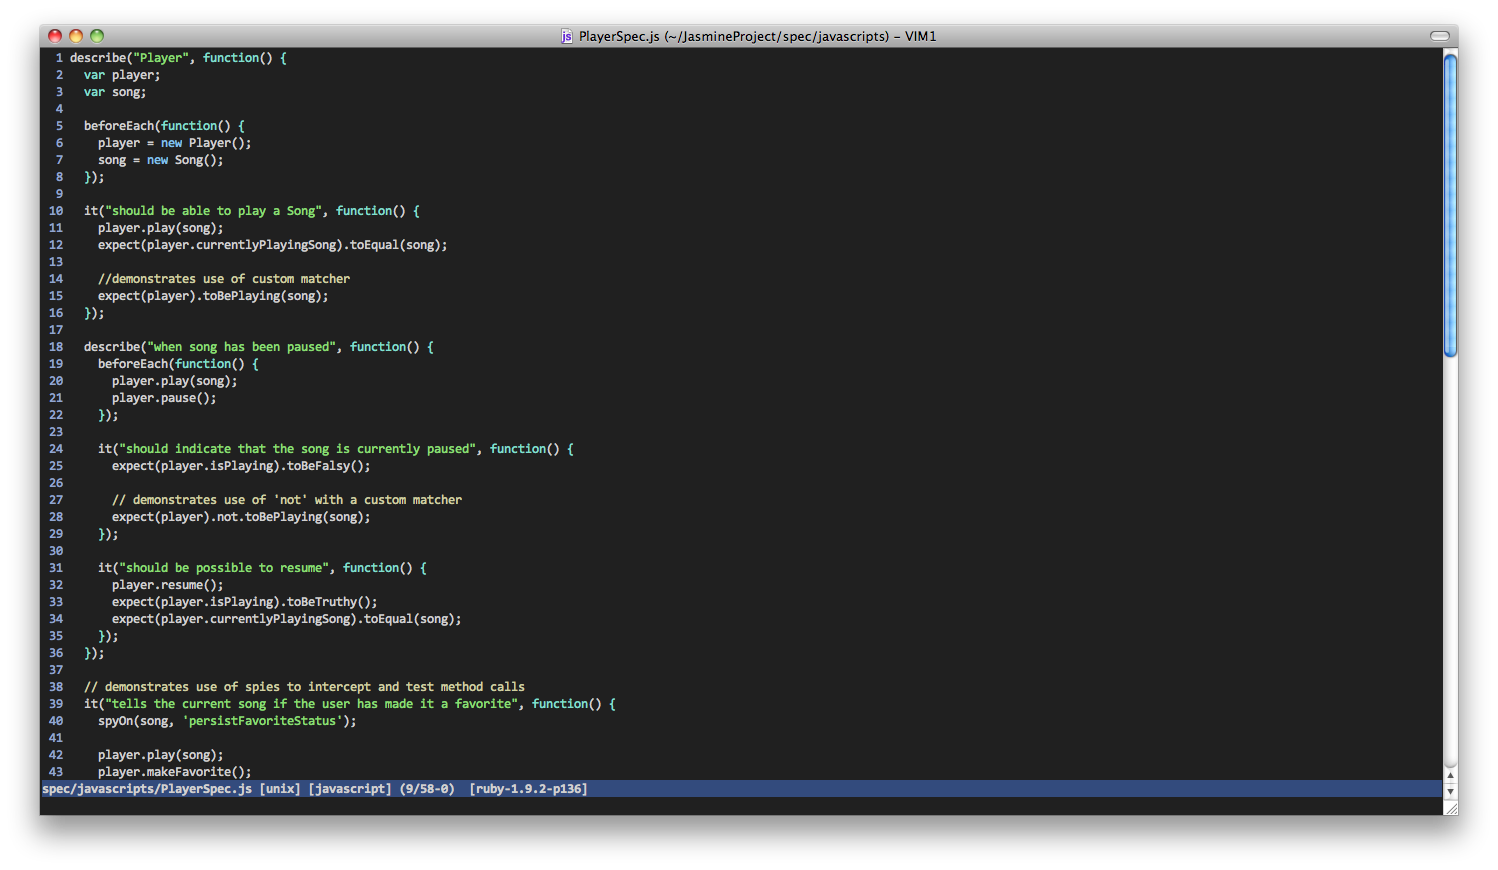 js PlayerSpec.js (~/JasmineProject/spec/javascripts) – VIM1
1 describe("Player", function() {
2   var player;
3   var song;
4
5   beforeEach(function() {
6     player = new Player();
7     song = new Song();
8   });
9
10   it("should be able to play a Song", function() {
11     player.play(song);
12     expect(player.currentlyPlayingSong).toEqual(song);
13
14     //demonstrates use of custom matcher
15     expect(player).toBePlaying(song);
16   });
17
18   describe("when song has been paused", function() {
19     beforeEach(function() {
20       player.play(song);
21       player.pause();
22     });
23
24     it("should indicate that the song is currently paused", function() {
25       expect(player.isPlaying).toBeFalsy();
26
27       // demonstrates use of 'not' with a custom matcher
28       expect(player).not.toBePlaying(song);
29     });
30
31     it("should be possible to resume", function() {
32       player.resume();
33       expect(player.isPlaying).toBeTruthy();
34       expect(player.currentlyPlayingSong).toEqual(song);
35     });
36   });
37
38   // demonstrates use of spies to intercept and test method calls
39   it("tells the current song if the user has made it a favorite", function() {
40     spyOn(song, 'persistFavoriteStatus');
41
42     player.play(song);
43     player.makeFavorite();
spec/javascripts/PlayerSpec.js [unix] [javascript] (9/58-0)  [ruby-1.9.2-p136]